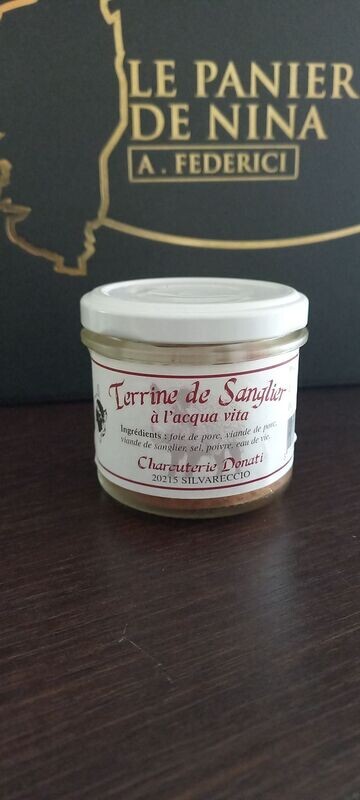 LE PANIER
DE NINA
A. FEDERICI
Terrine de Sanglier
à l'acqua vita
Ingrédients : foie de porc, viande de porc,
viande de sanglier, sel, poivre, eau de vie.
Charcuterie Donati
20215 SILVARECCIO